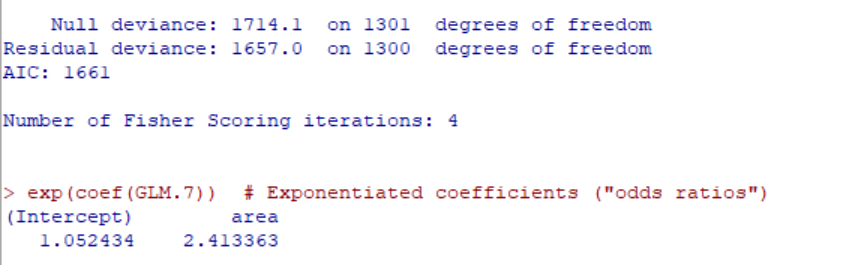 Null deviance: 1714.1  on 1301  degrees of freedom
Residual deviance: 1657.0  on 1300  degrees of freedom
AIC: 1661
Number of Fisher Scoring iterations: 4
> exp(coef(GLM.7))  # Exponentiated coefficients ("odds ratios")
(Intercept)        area
   1.052434    2.413363